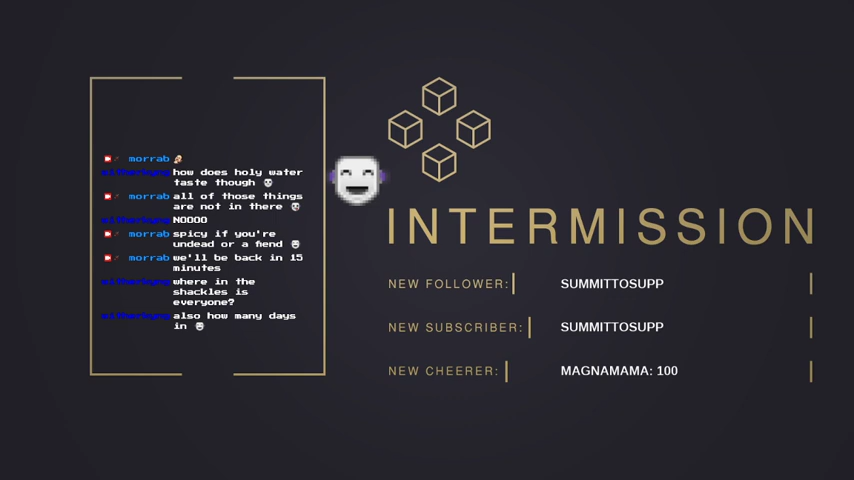 morrab
how does holy water
taste though
morrab all of those things
are not in there
NOOOO
morrab spicy if you're
undead or a fiend
morrab we'll be back in 15
minutes
where in the
shackles is
everyone?
also how many days
in
INTERMISSION
NEW FOLLOWER: SUMMITTOSUPP
NEW SUBSCRIBER: SUMMITTOSUPP
NEW CHEERER: MAGNAMAMA: 100